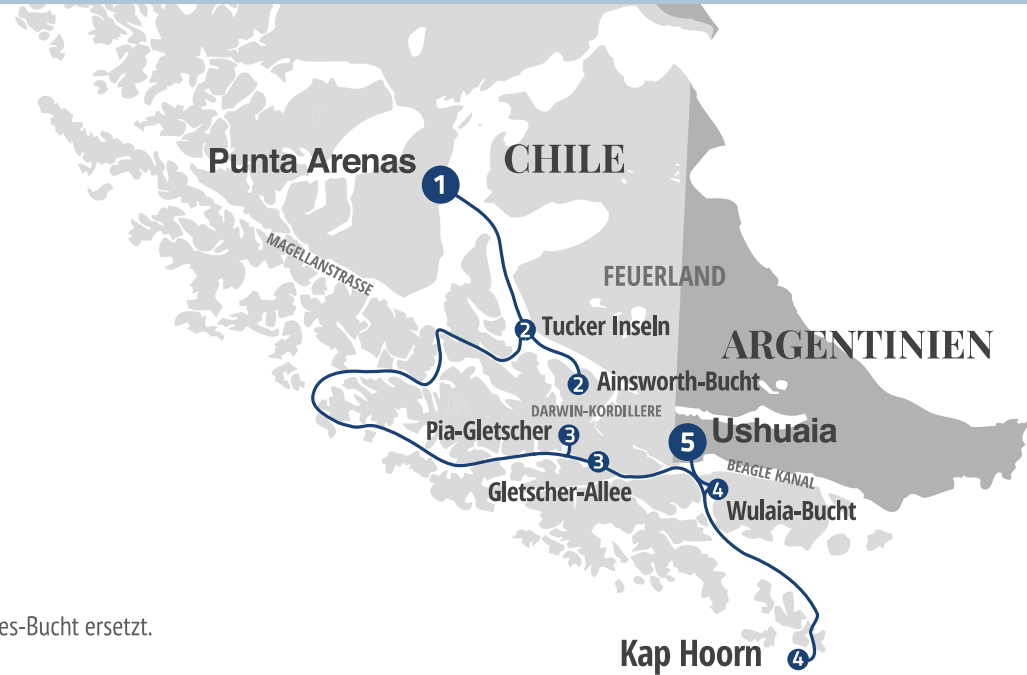 Punta Arenas
1
CHILE
MAGELLANSTRASSE
FEUERLAND
2
Tucker Inseln
ARGENTINIEN
2
Ainsworth-Bucht
DARWIN-KORDILLERE
Pia-Gletscher
3
5
Ushuaia
3
Gletscher-Allee
BEAGLE KANAL
4
Wulaia-Bucht
es-Bucht ersetzt.
Kap Hoorn
4